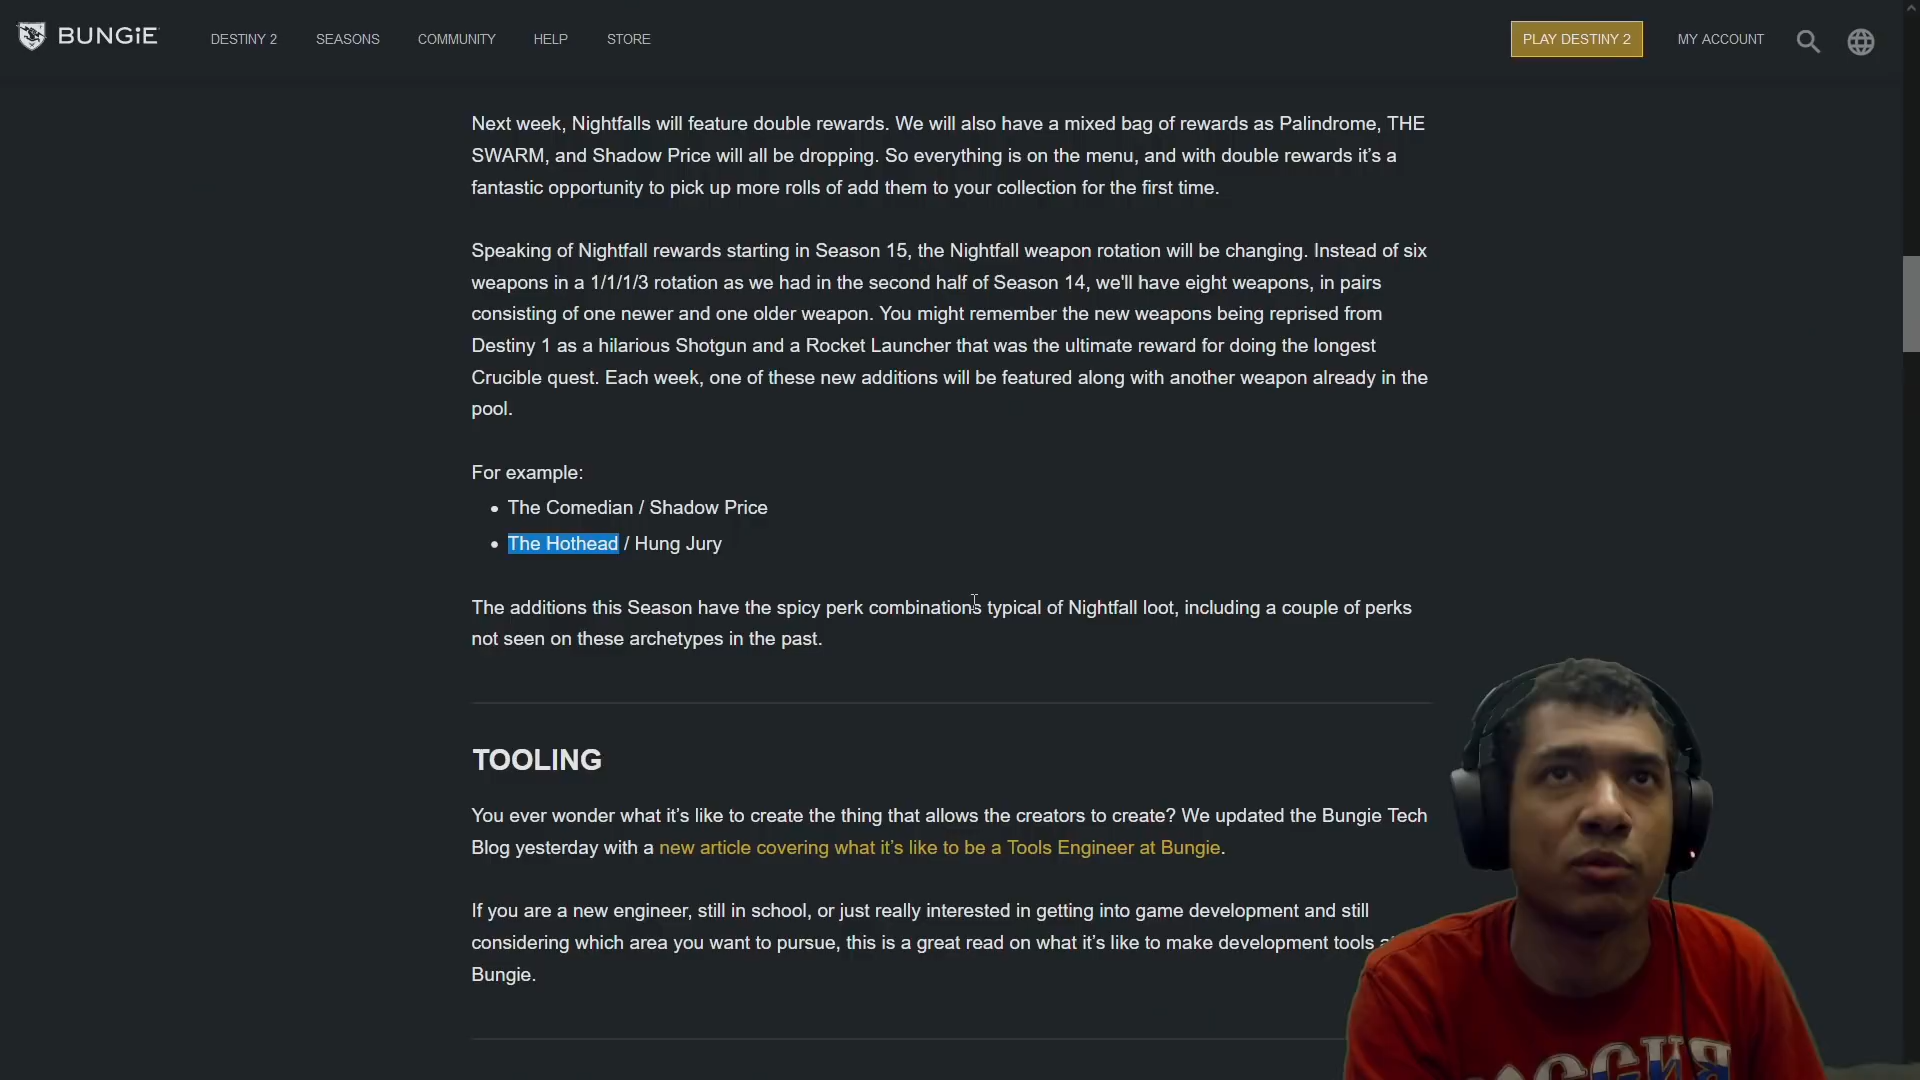 BUNGiE
DESTINY 2 SEASONS COMMUNITY HELP STORE
PLAY DESTINY 2 MY ACCOUNT
Next week, Nightfalls will feature double rewards. We will also have a mixed bag of rewards as Palindrome, THE
SWARM, and Shadow Price will all be dropping. So everything is on the menu, and with double rewards it’s a
fantastic opportunity to pick up more rolls of add them to your collection for the first time.
Speaking of Nightfall rewards starting in Season 15, the Nightfall weapon rotation will be changing. Instead of six
weapons in a 1/1/1/3 rotation as we had in the second half of Season 14, we'll have eight weapons, in pairs
consisting of one newer and one older weapon. You might remember the new weapons being reprised from
Destiny 1 as a hilarious Shotgun and a Rocket Launcher that was the ultimate reward for doing the longest
Crucible quest. Each week, one of these new additions will be featured along with another weapon already in the
pool.
For example:
• The Comedian / Shadow Price
• The Hothead / Hung Jury
The additions this Season have the spicy perk combinations typical of Nightfall loot, including a couple of perks
not seen on these archetypes in the past.
TOOLING
You ever wonder what it’s like to create the thing that allows the creators to create? We updated the Bungie Tech
Blog yesterday with a new article covering what it’s like to be a Tools Engineer at Bungie.
If you are a new engineer, still in school, or just really interested in getting into game development and still
considering which area you want to pursue, this is a great read on what it’s like to make development tools
Bungie.